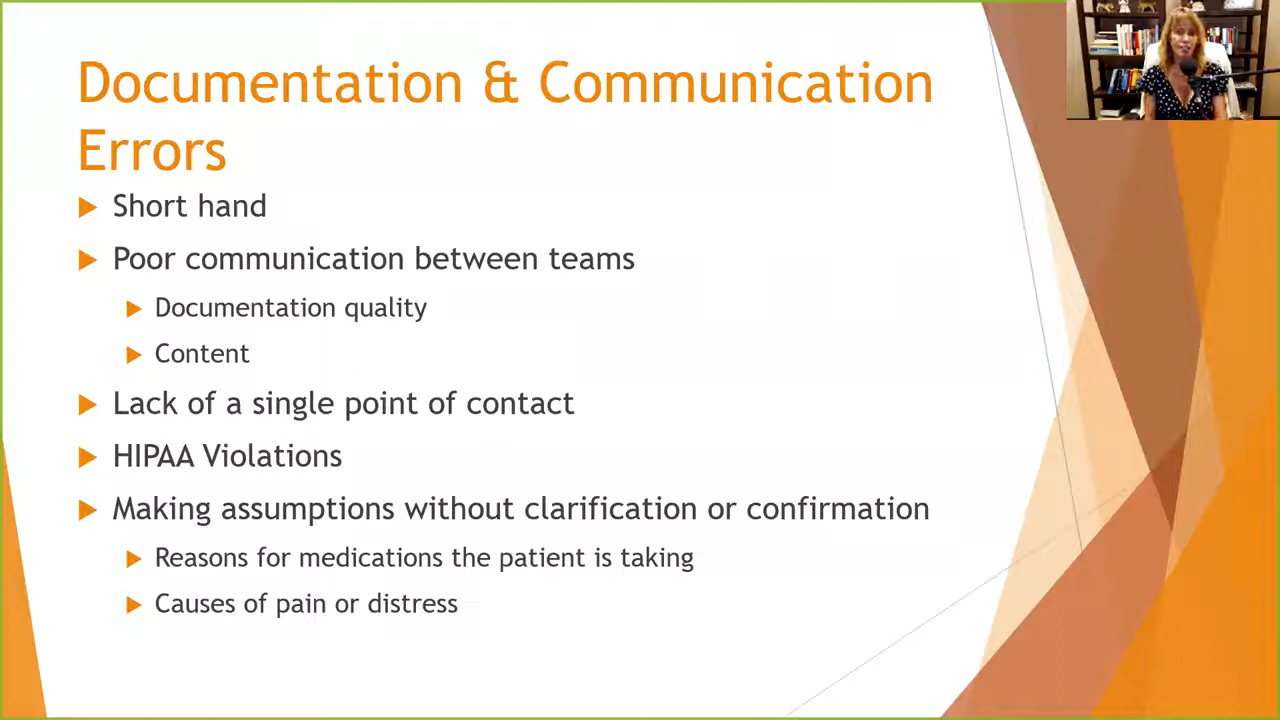 Documentation & Communication
Errors
Short hand
Poor communication between teams
Documentation quality
Content
Lack of a single point of contact
HIPAA Violations
Making assumptions without clarification or confirmation
Reasons for medications the patient is taking
Causes of pain or distress